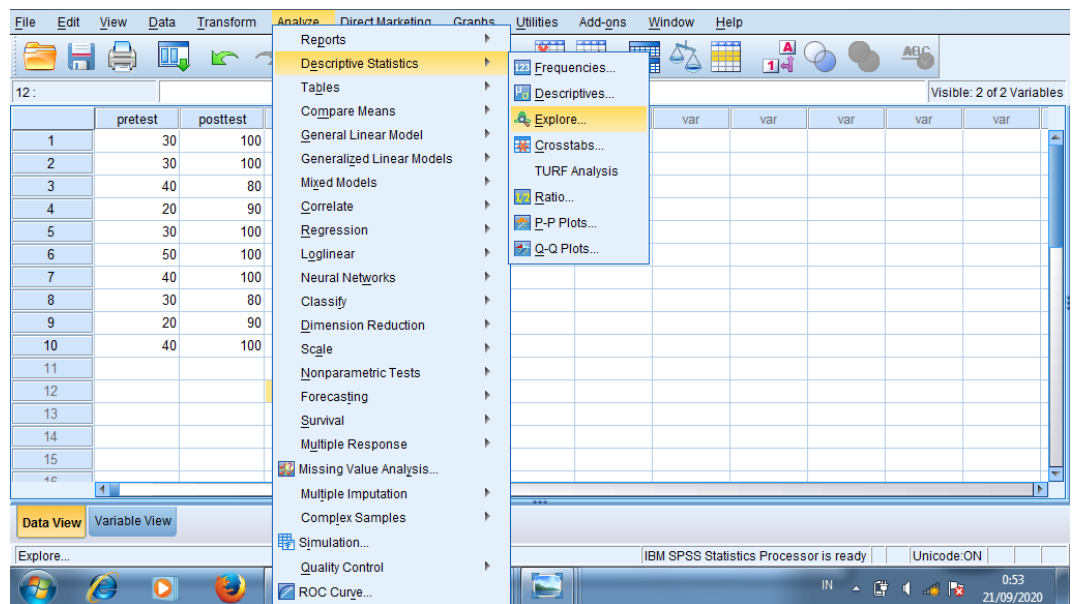 File Edit View Data Transform Analyze Direct Marketing Graphs Utilities Add-ons Window Help
12 :
Visible: 2 of 2 Variables
pretest posttest var var var var var
1 30 100
2 30 100
3 40 80
4 20 90
5 30 100
6 50 100
7 40 100
8 30 80
9 20 90
10 40 100
11
12
13
14
15
16
Reports
Descriptive Statistics
Tables
Compare Means
General Linear Model
Generalized Linear Models
Mixed Models
Correlate
Regression
Loglinear
Neural Networks
Classify
Dimension Reduction
Scale
Nonparametric Tests
Forecasting
Survival
Multiple Response
Missing Value Analysis...
Multiple Imputation
Complex Samples
Simulation...
Quality Control
ROC Curve...
Frequencies...
Descriptives...
Explore...
Crosstabs...
TURF Analysis
Ratio...
P-P Plots...
Q-Q Plots...
Data View Variable View
Explore...
IBM SPSS Statistics Processor is ready Unicode:ON
IN 0:53
21/09/2020